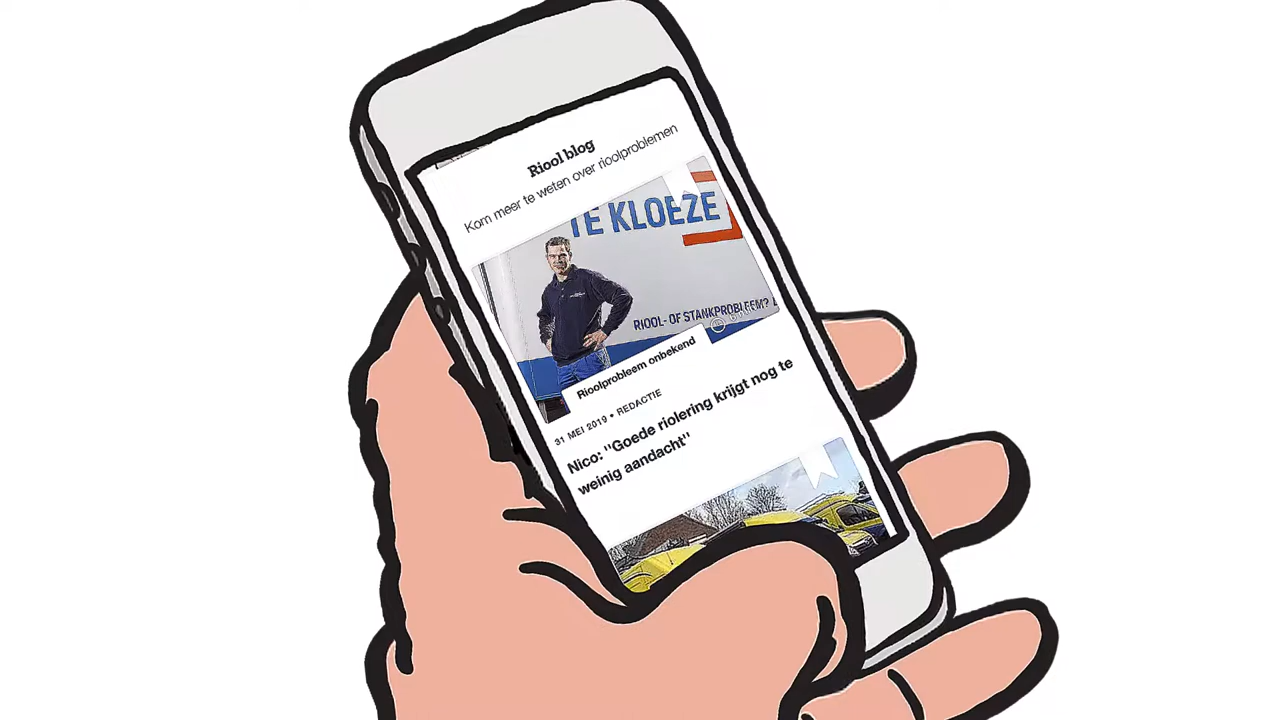 Riool blog
Kom meer te weten over rioolproblemen
TE KLOEZE
RIOOL- OF STANKPROBLEEM?
Rioolprobleem onbekend
31 MEI 2019 • REDACTIE
Nico: "Goede riolering krijgt nog te
weinig aandacht"